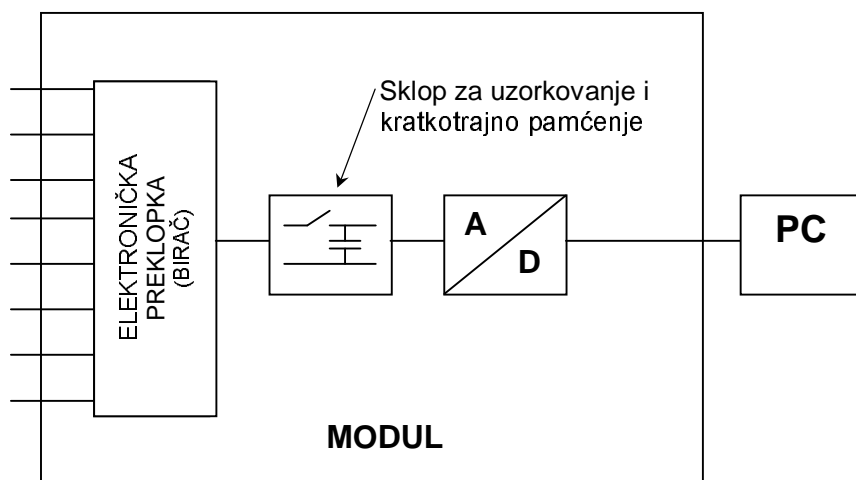 Sklop za uzorkovanje i
kratkotrajno pamćenje
ELEKTRONIČKA
PREKLOPKA
(BIRAČ)
A
D
PC
MODUL